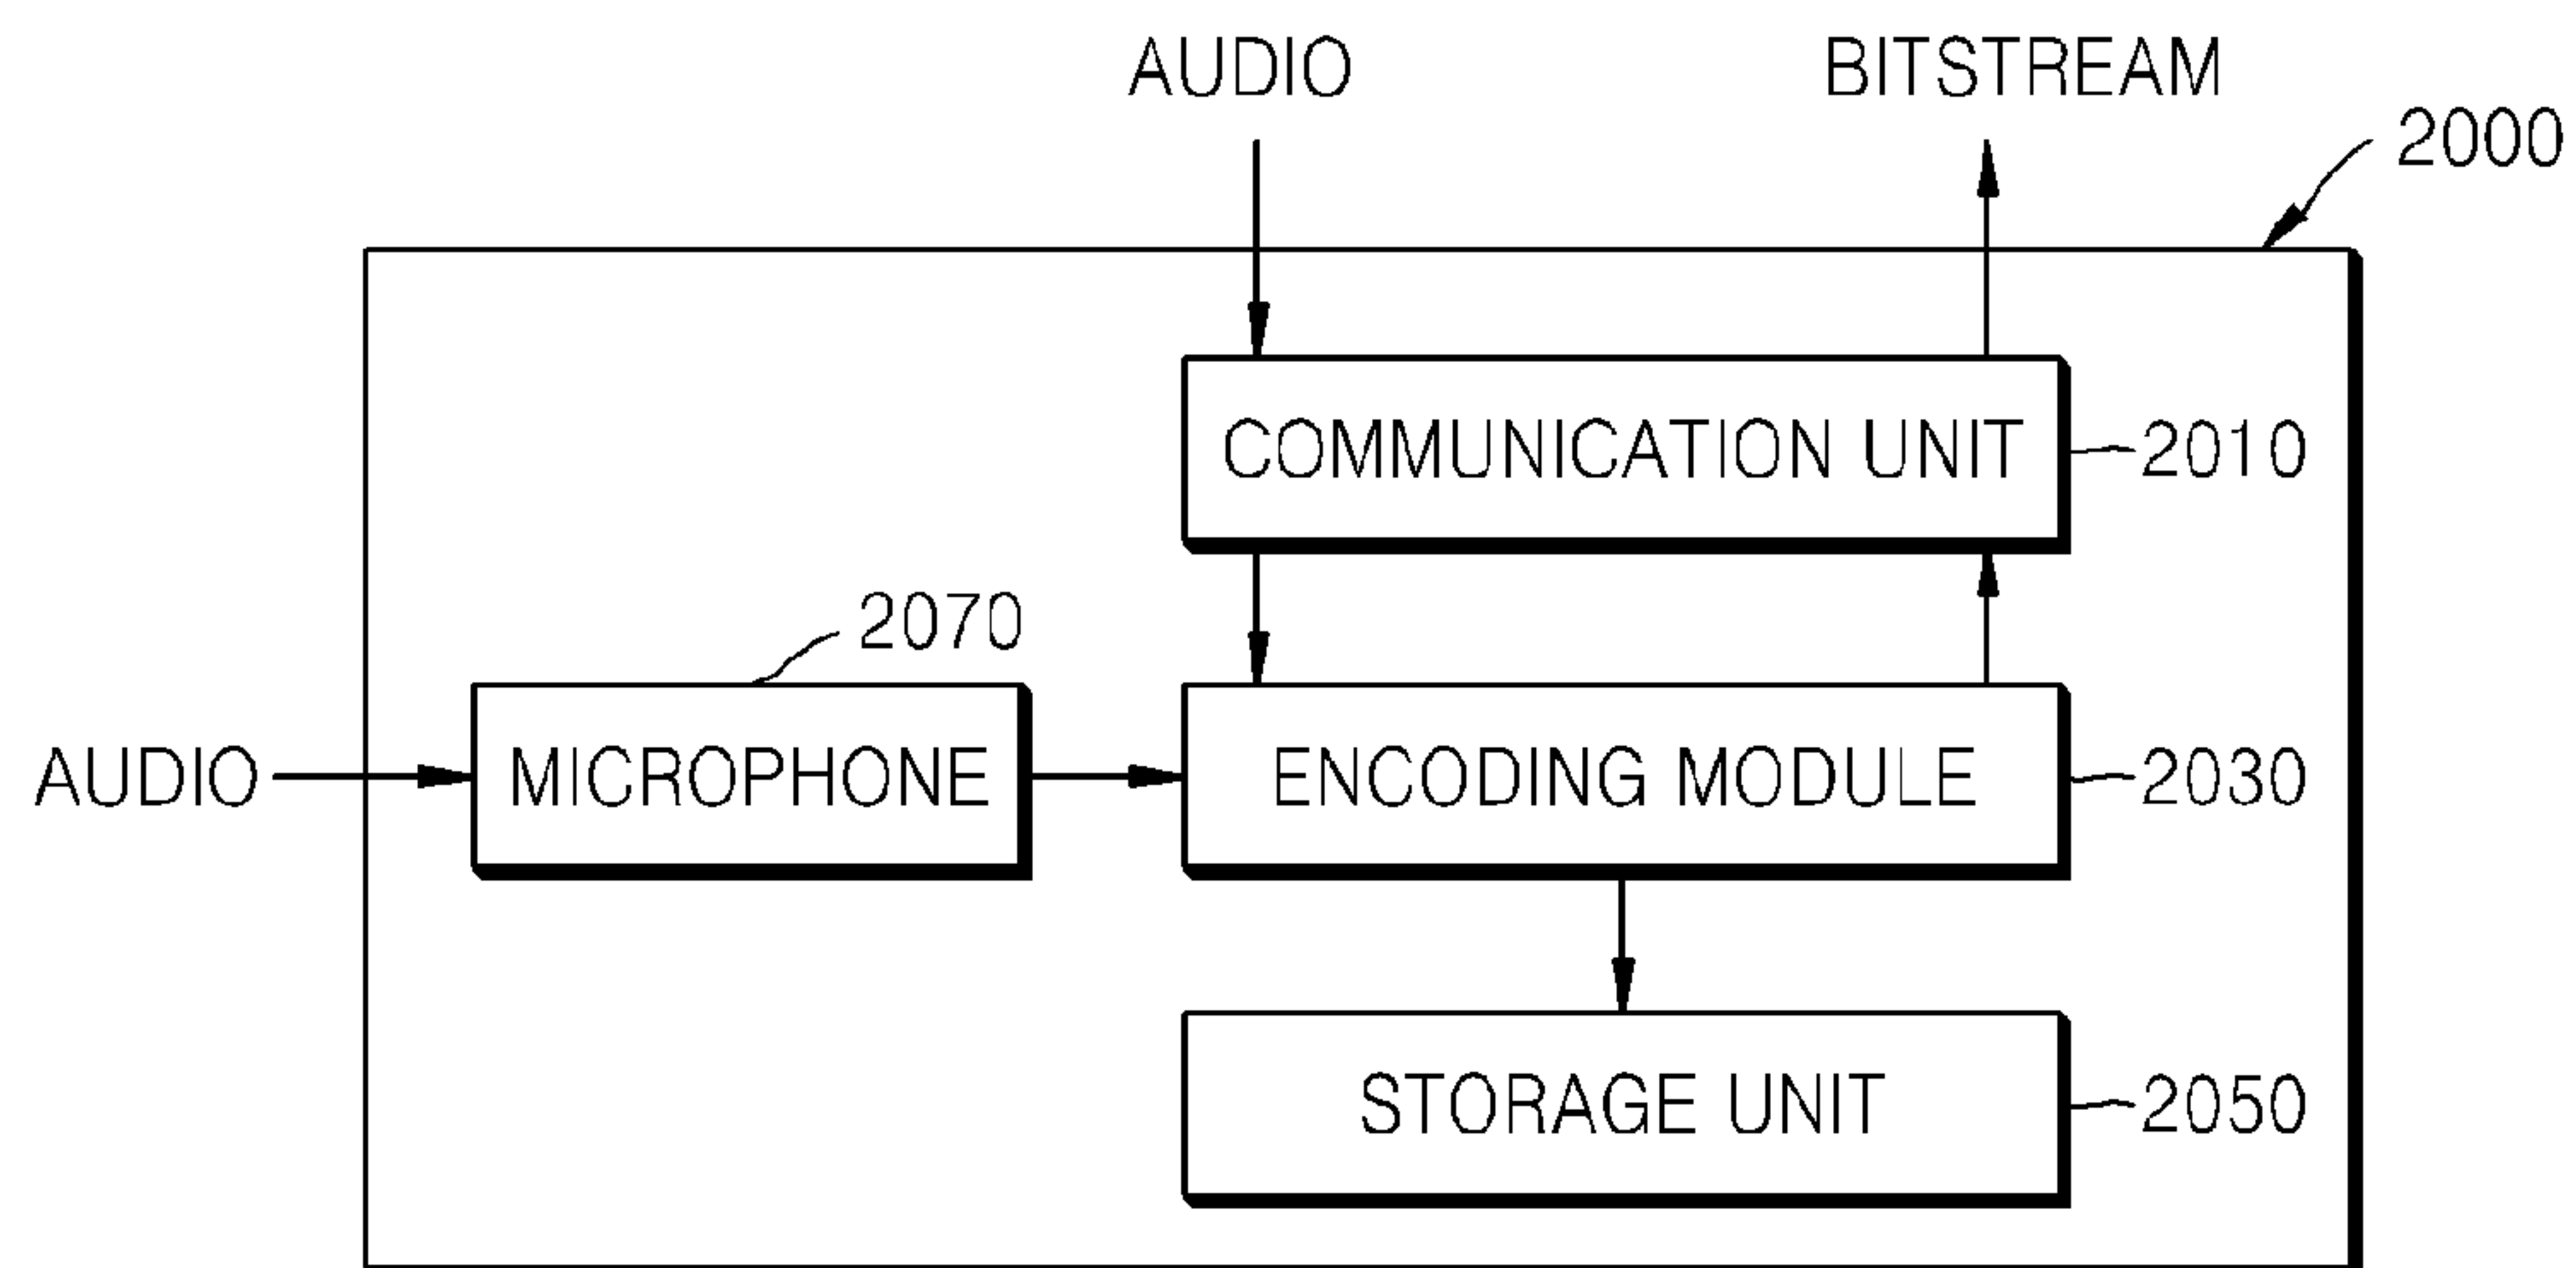 AUDIO
BITSTREAM
2000
COMMUNICATION UNIT
2010
2070
AUDIO
MICROPHONE
ENCODING MODULE
2030
STORAGE UNIT
2050